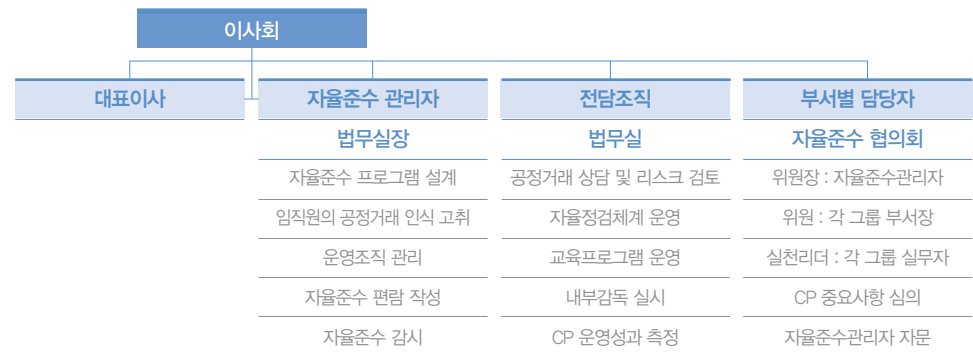 이사회
대표이사
자율준수 관리자
법무실장
자율준수 프로그램 설계
임직원의 공정거래 인식 고취
운영조직 관리
자율준수 편람 작성
자율준수 감시
전담조직
법무실
공정거래 상담 및 리스크 검토
자율점검체계 운영
교육프로그램 운영
내부감독 실시
CP 운영성과 측정
부서별 담당자
자율준수 협의회
위원장 : 자율준수관리자
위원 : 각 그룹 부서장
실천리더 : 각 그룹 실무자
CP 중요사항 심의
자율준수관리자 자문